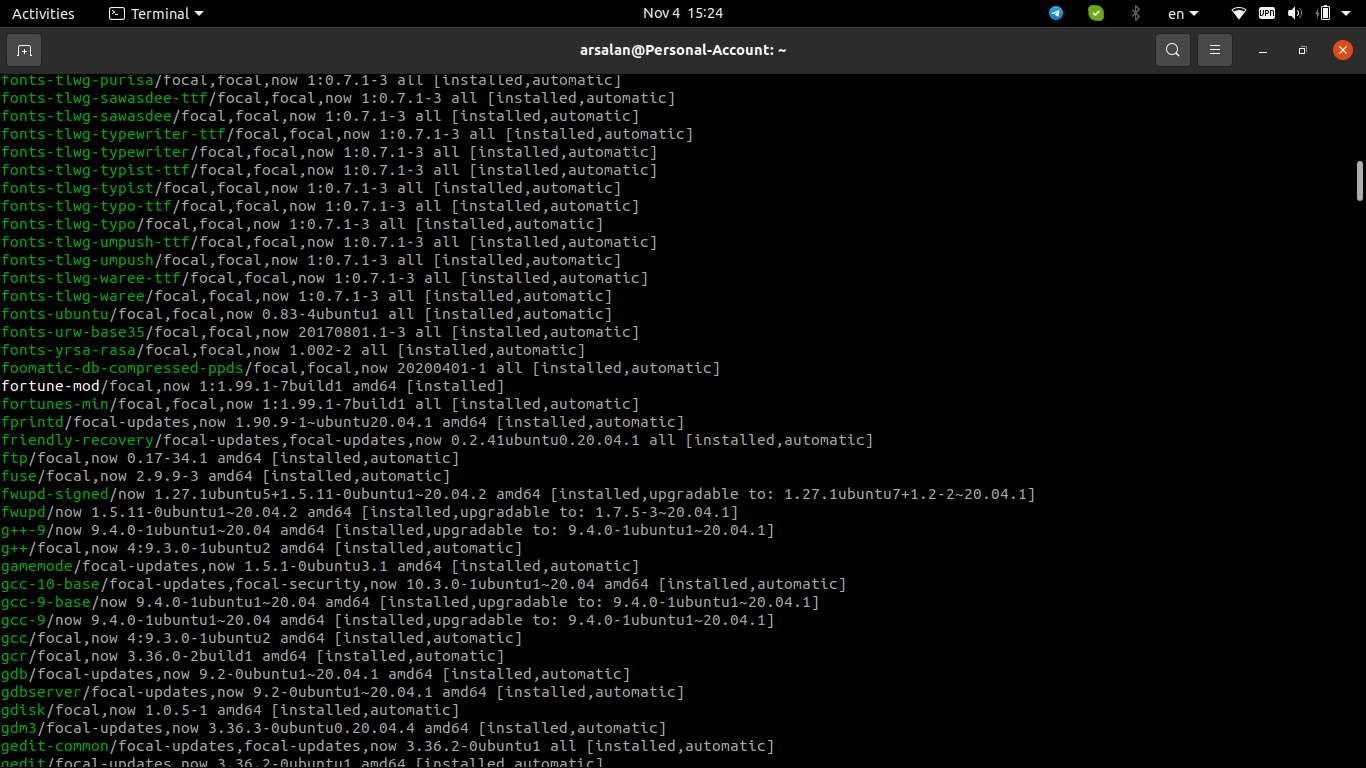 Activities Terminal Nov 4 15:24 en VPN
arsalan@Personal-Account: ~
fonts-tlwg-purisa/focal,focal,now 1:0.7.1-3 all [installed,automatic]
fonts-tlwg-sawasdee-ttf/focal,focal,now 1:0.7.1-3 all [installed,automatic]
fonts-tlwg-sawasdee/focal,focal,now 1:0.7.1-3 all [installed,automatic]
fonts-tlwg-typewriter-ttf/focal,focal,now 1:0.7.1-3 all [installed,automatic]
fonts-tlwg-typewriter/focal,focal,now 1:0.7.1-3 all [installed,automatic]
fonts-tlwg-typist-ttf/focal,focal,now 1:0.7.1-3 all [installed,automatic]
fonts-tlwg-typist/focal,focal,now 1:0.7.1-3 all [installed,automatic]
fonts-tlwg-typo-ttf/focal,focal,now 1:0.7.1-3 all [installed,automatic]
fonts-tlwg-typo/focal,focal,now 1:0.7.1-3 all [installed,automatic]
fonts-tlwg-umpush-ttf/focal,focal,now 1:0.7.1-3 all [installed,automatic]
fonts-tlwg-umpush/focal,focal,now 1:0.7.1-3 all [installed,automatic]
fonts-tlwg-waree-ttf/focal,focal,now 1:0.7.1-3 all [installed,automatic]
fonts-tlwg-waree/focal,focal,now 1:0.7.1-3 all [installed,automatic]
fonts-ubuntu/focal,focal,now 0.83-4ubuntu1 all [installed,automatic]
fonts-urw-base35/focal,focal,now 20170801.1-3 all [installed,automatic]
fonts-yrsa-rasa/focal,focal,now 1.002-2 all [installed,automatic]
foomatic-db-compressed-ppds/focal,focal,now 20200401-1 all [installed,automatic]
fortune-mod/focal,now 1:1.99.1-7build1 amd64 [installed]
fortunes-min/focal,focal,now 1:1.99.1-7build1 all [installed,automatic]
fprintd/focal-updates,now 1.90.9-1~ubuntu20.04.1 amd64 [installed,automatic]
friendly-recovery/focal-updates,focal-updates,now 0.2.41ubuntu0.20.04.1 all [installed,automatic]
ftp/focal,now 0.17-34.1 amd64 [installed,automatic]
fuse/focal,now 2.9.9-3 amd64 [installed,automatic]
fwupd-signed/now 1.27.1ubuntu5+1.5.11-0ubuntu1~20.04.2 amd64 [installed,upgradable to: 1.27.1ubuntu7+1.2-2~20.04.1]
fwupd/now 1.5.11-0ubuntu1~20.04.2 amd64 [installed,upgradable to: 1.7.5-3~20.04.1]
g++-9/now 9.4.0-1ubuntu1~20.04 amd64 [installed,upgradable to: 9.4.0-1ubuntu1~20.04.1]
g++/focal,now 4:9.3.0-1ubuntu2 amd64 [installed,automatic]
gamemode/focal-updates,now 1.5.1-0ubuntu3.1 amd64 [installed,automatic]
gcc-10-base/focal-updates,focal-security,now 10.3.0-1ubuntu1~20.04 amd64 [installed,automatic]
gcc-9-base/now 9.4.0-1ubuntu1~20.04 amd64 [installed,upgradable to: 9.4.0-1ubuntu1~20.04.1]
gcc-9/now 9.4.0-1ubuntu1~20.04 amd64 [installed,upgradable to: 9.4.0-1ubuntu1~20.04.1]
gcc/focal,now 4:9.3.0-1ubuntu2 amd64 [installed,automatic]
gcr/focal,now 3.36.0-2build1 amd64 [installed,automatic]
gdb/focal-updates,now 9.2-0ubuntu1~20.04.1 amd64 [installed,automatic]
gdbserver/focal-updates,now 9.2-0ubuntu1~20.04.1 amd64 [installed,automatic]
gdisk/focal,now 1.0.5-1 amd64 [installed,automatic]
gdm3/focal-updates,now 3.36.3-0ubuntu0.20.04.4 amd64 [installed,automatic]
gedit-common/focal-updates,focal-updates,now 3.36.2-0ubuntu1 all [installed,automatic]
gedit/focal-updates,now 3.36.2-0ubuntu1 amd64 [installed,automatic]